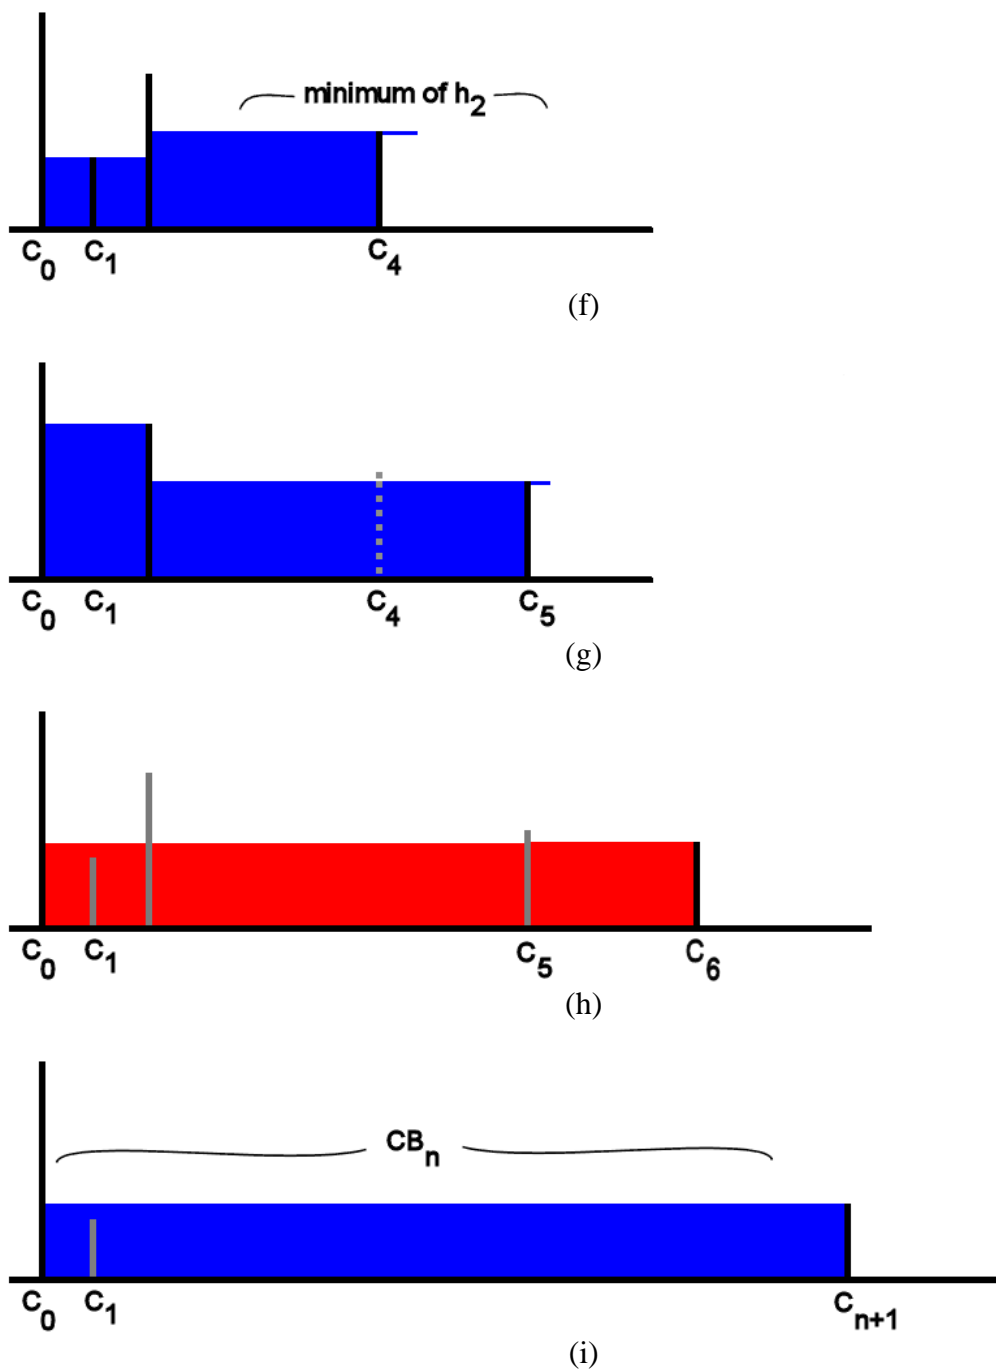 minimum of h₂
C₀ C₁ C₄
(f)
C₀ C₁ C₄ C₅
(g)
C₀ C₁ C₅ C₆
(h)
CBₙ
C₀ C₁ Cₙ₊₁
(i)